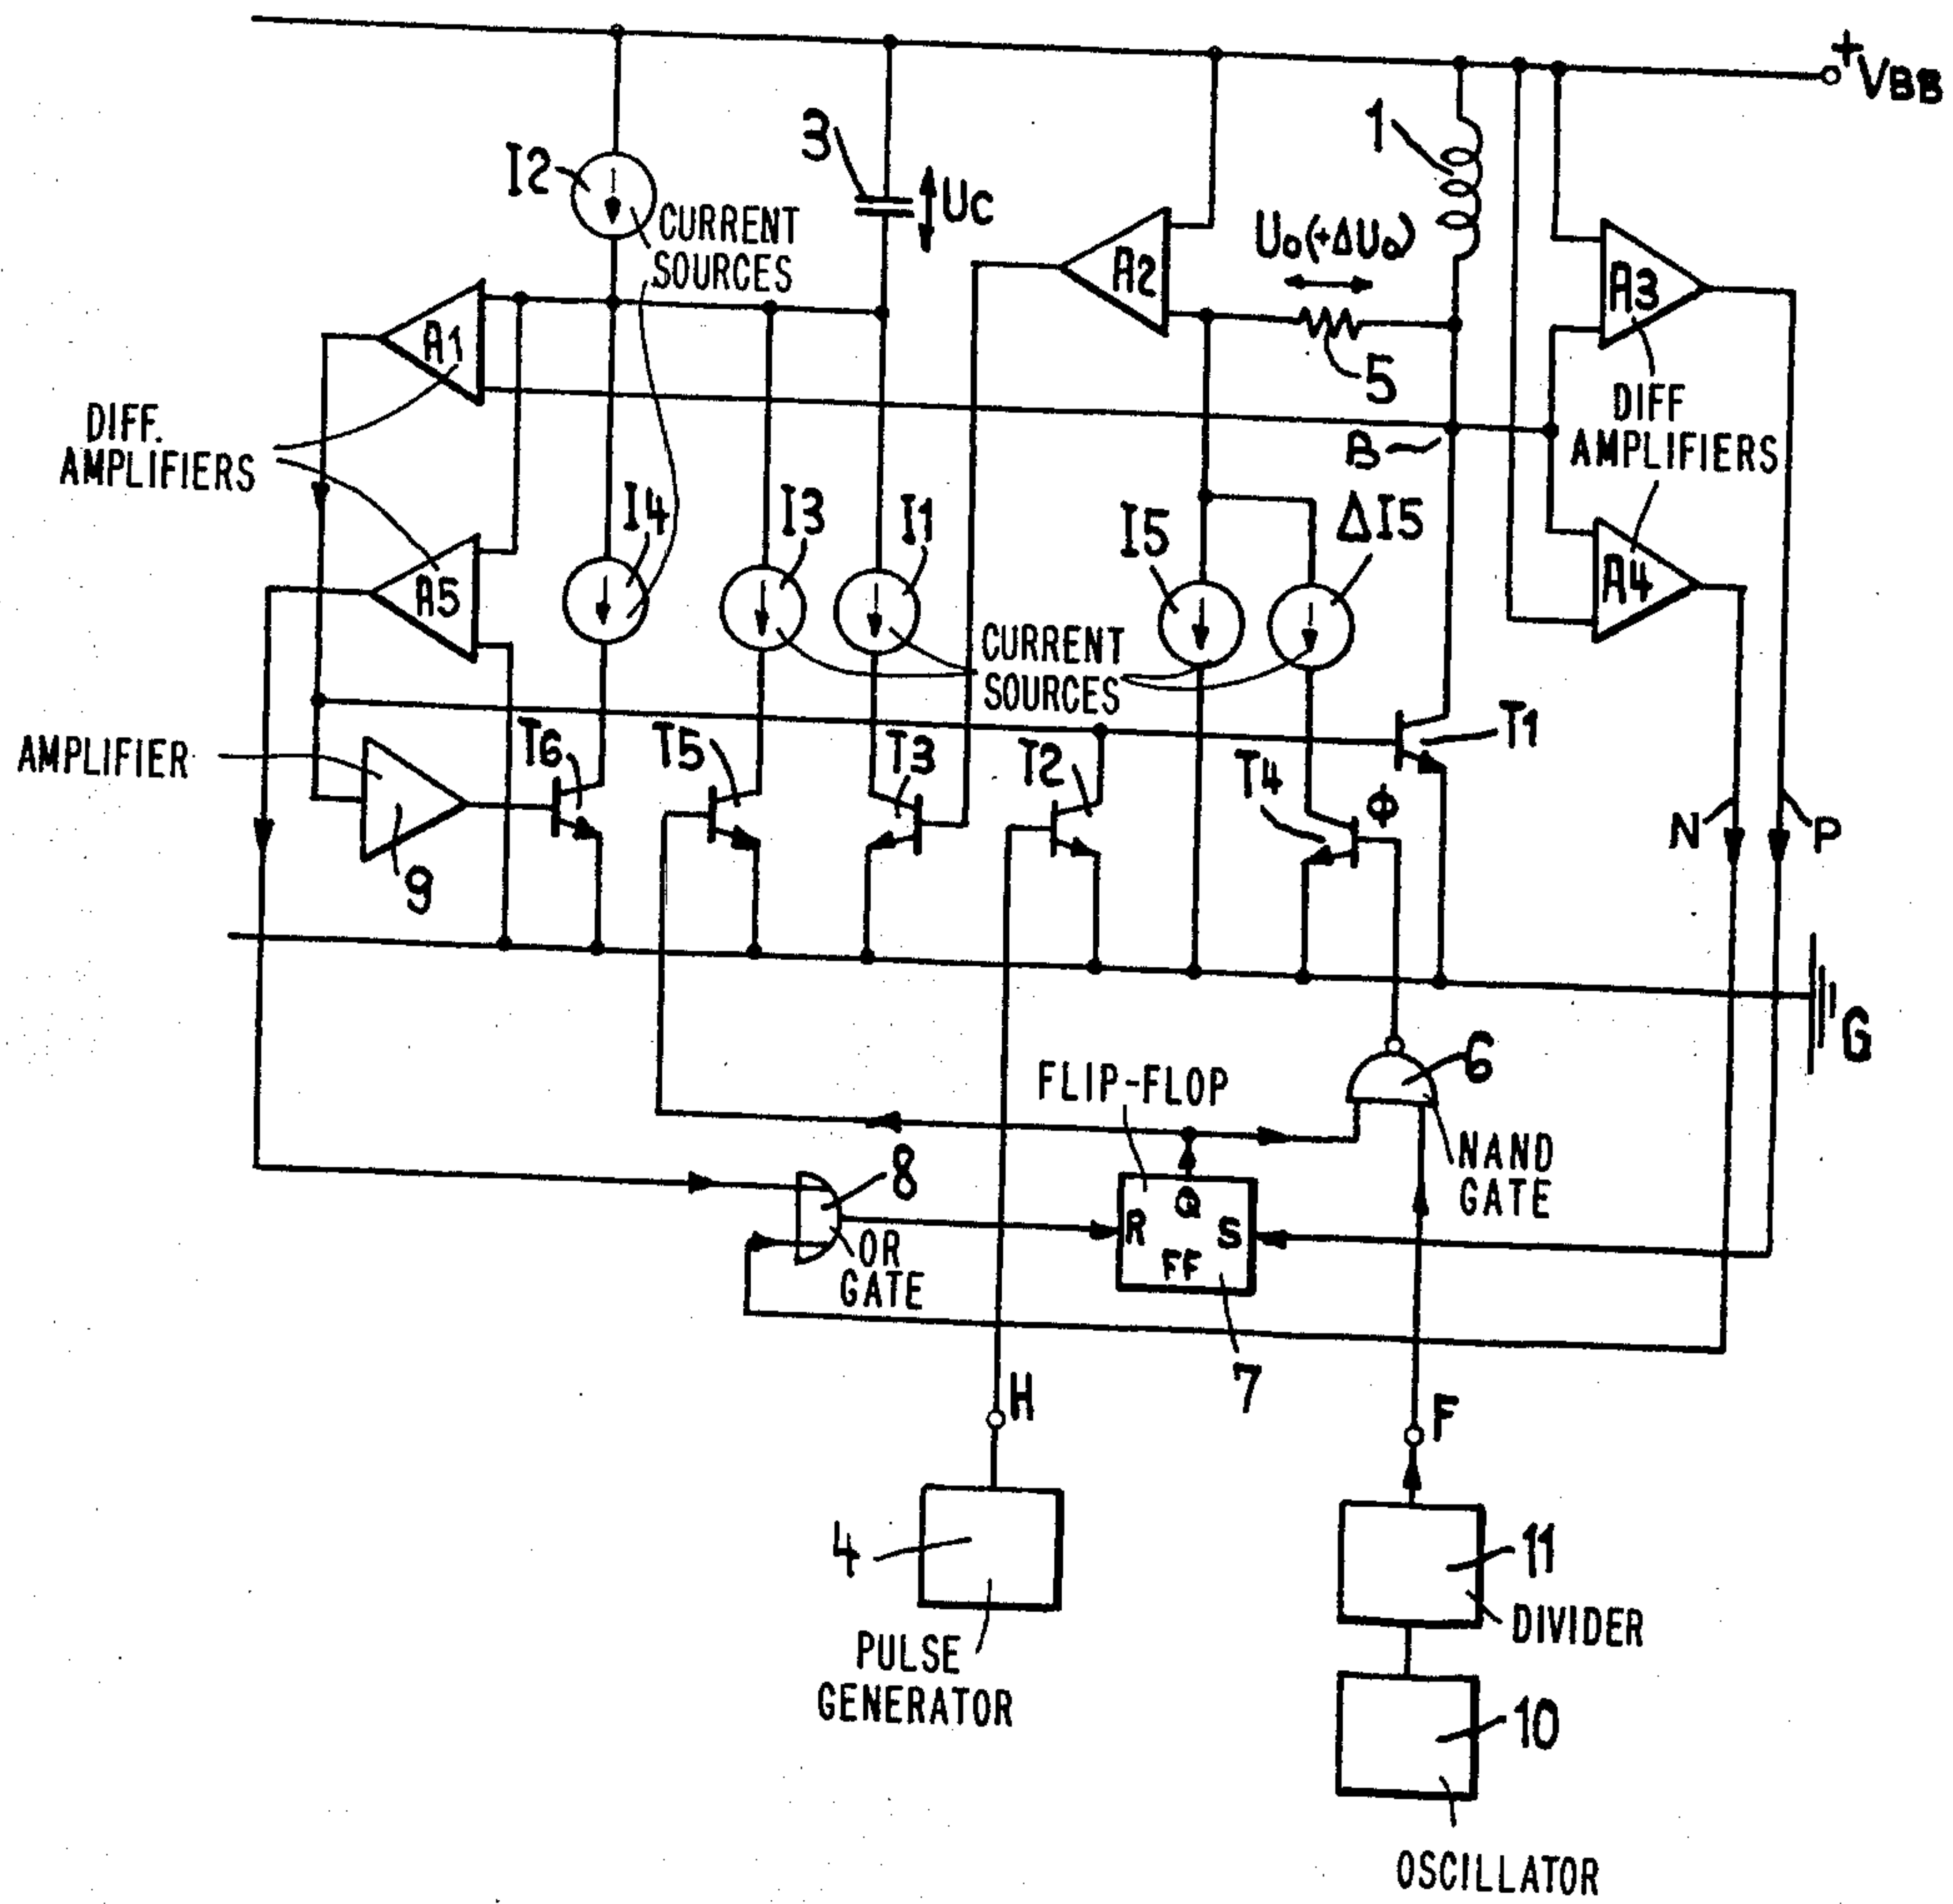 +VBB
1
3
I2
Uc
CURRENT
SOURCES
U0(+ΔU0)
A2
A3
A1
5
DIFF
AMPLIFIERS
DIFF.
AMPLIFIERS
B
I4
I3
I1
I5
ΔI5
A5
A4
CURRENT
SOURCES
T1
AMPLIFIER
T6
T5
T3
T2
T4
Φ
N
P
9
G
6
FLIP-FLOP
NAND
GATE
8
Q
R
S
FF
OR
GATE
7
H
F
4
11
DIVIDER
PULSE
GENERATOR
10
OSCILLATOR